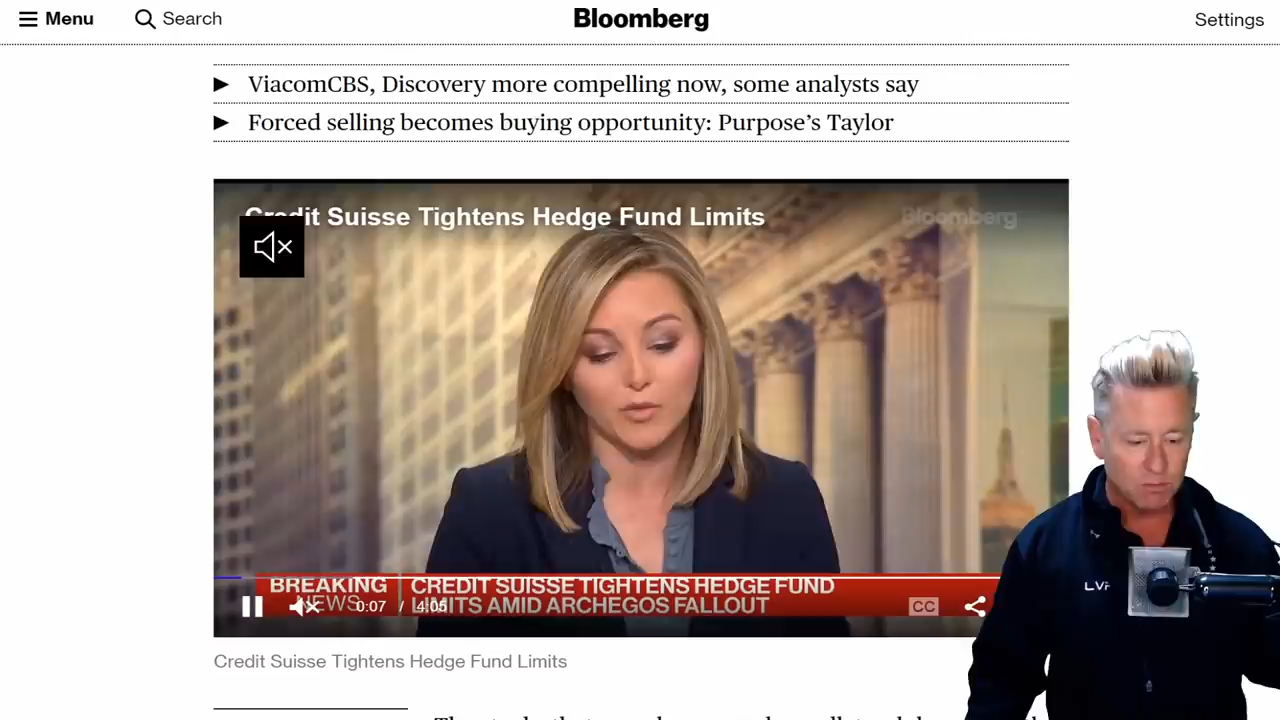 Menu
Search
Bloomberg
Settings
ViacomCBS, Discovery more compelling now, some analysts say
Forced selling becomes buying opportunity: Purpose's Taylor
Credit Suisse Tightens Hedge Fund Limits
Bloomberg
BREAKING NEWS
CREDIT SUISSE TIGHTENS HEDGE FUND
LIMITS AMID ARCHEGOS FALLOUT
0:07 / 4:05
CC
Credit Suisse Tightens Hedge Fund Limits